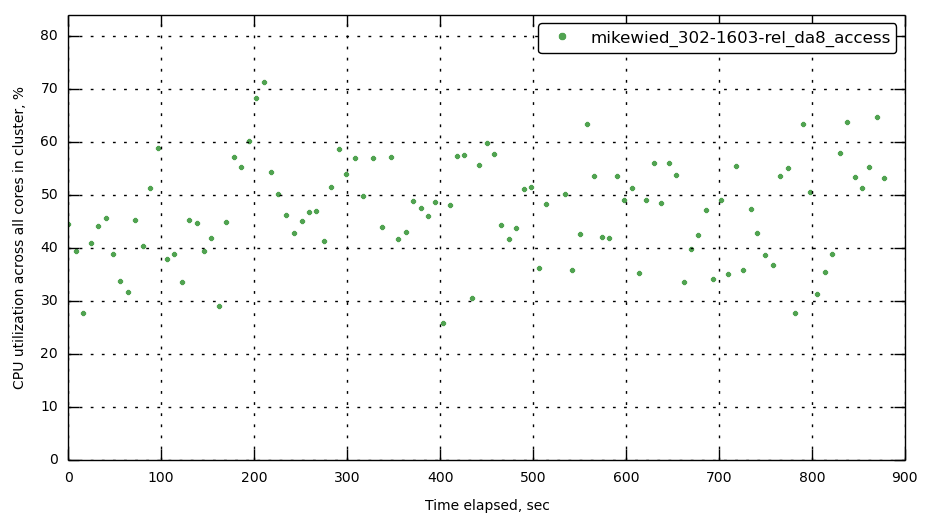 mikewied_302-1603-rel_da8_access
CPU utilization across all cores in cluster, %
80
70
60
50
40
30
20
10
0
0 100 200 300 400 500 600 700 800 900
Time elapsed, sec